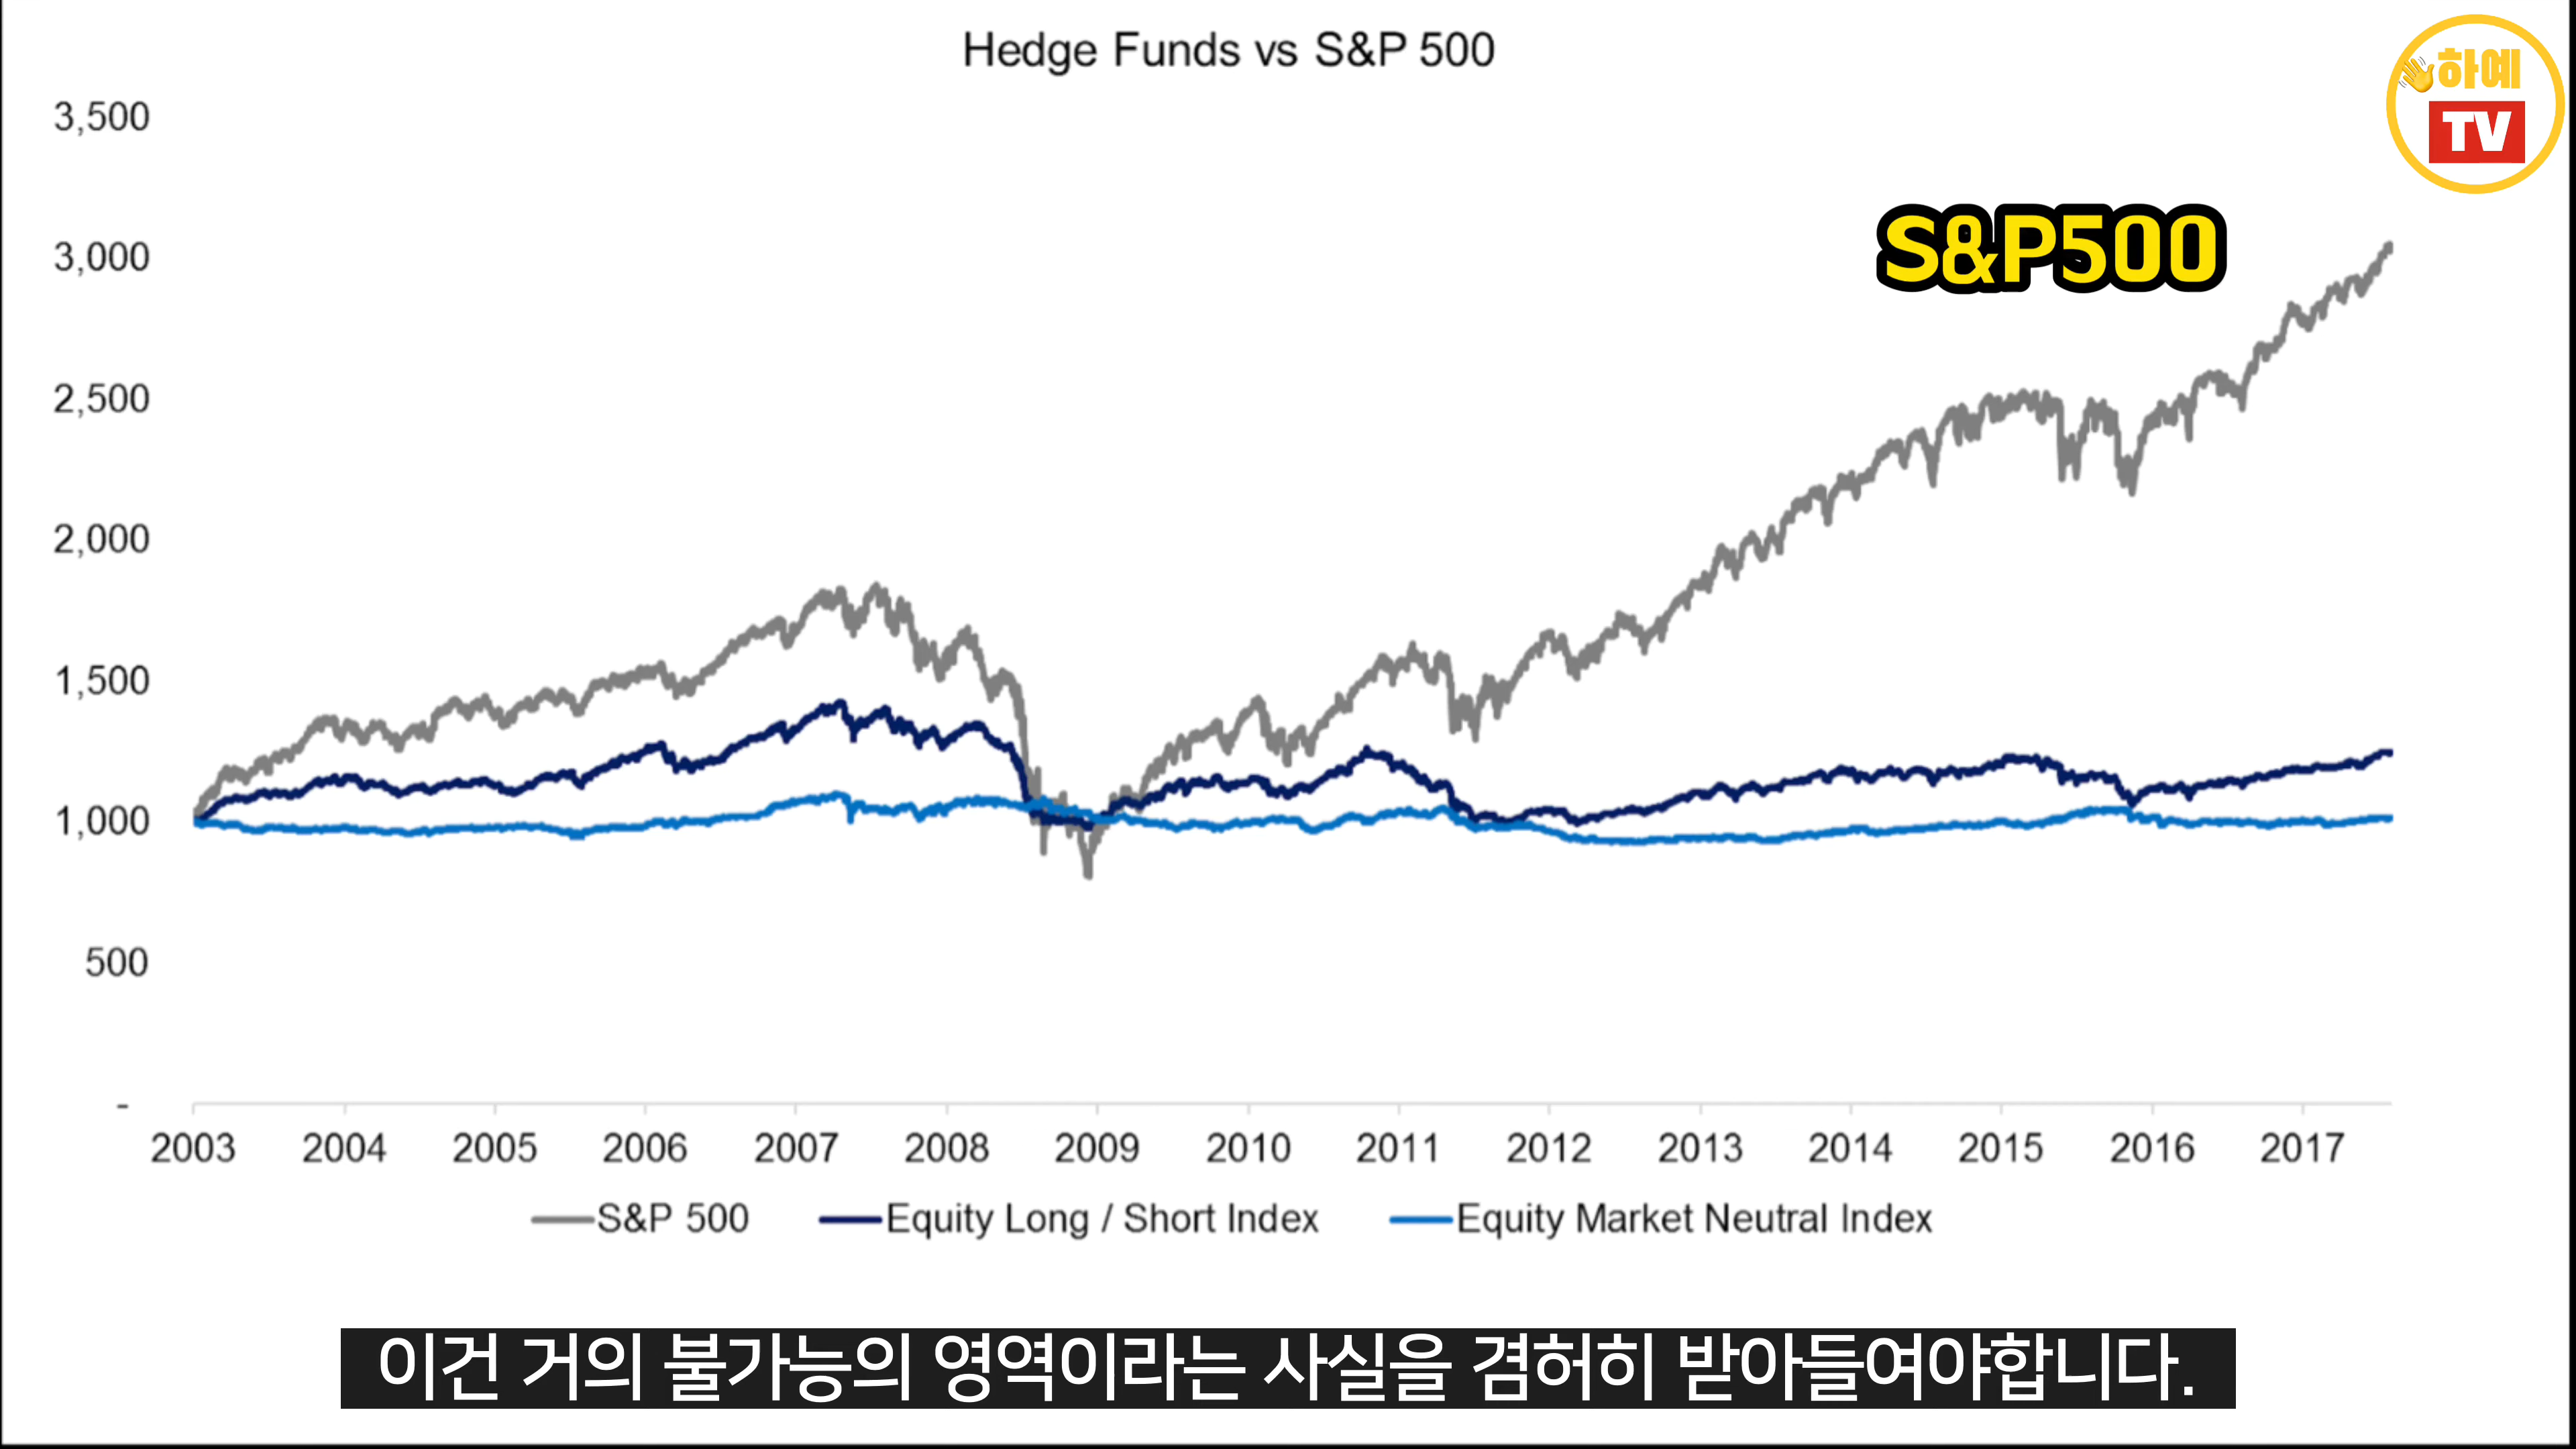 Hedge Funds vs S&P 500
하예
TV
S&P500
3,500
3,000
2,500
2,000
1,500
1,000
500
-
2003 2004 2005 2006 2007 2008 2009 2010 2011 2012 2013 2014 2015 2016 2017
S&P 500 Equity Long / Short Index Equity Market Neutral Index
이건 거의 불가능의 영역이라는 사실을 겸허히 받아들여야합니다.